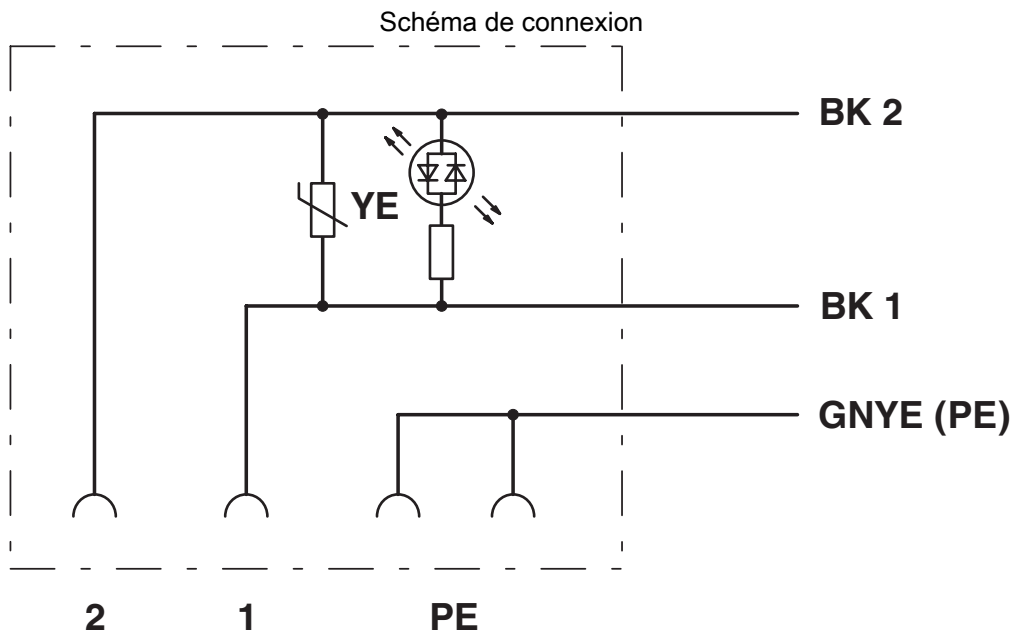 Schéma de connexion
BK 2
YE
BK 1
GNYE (PE)
2 1 PE